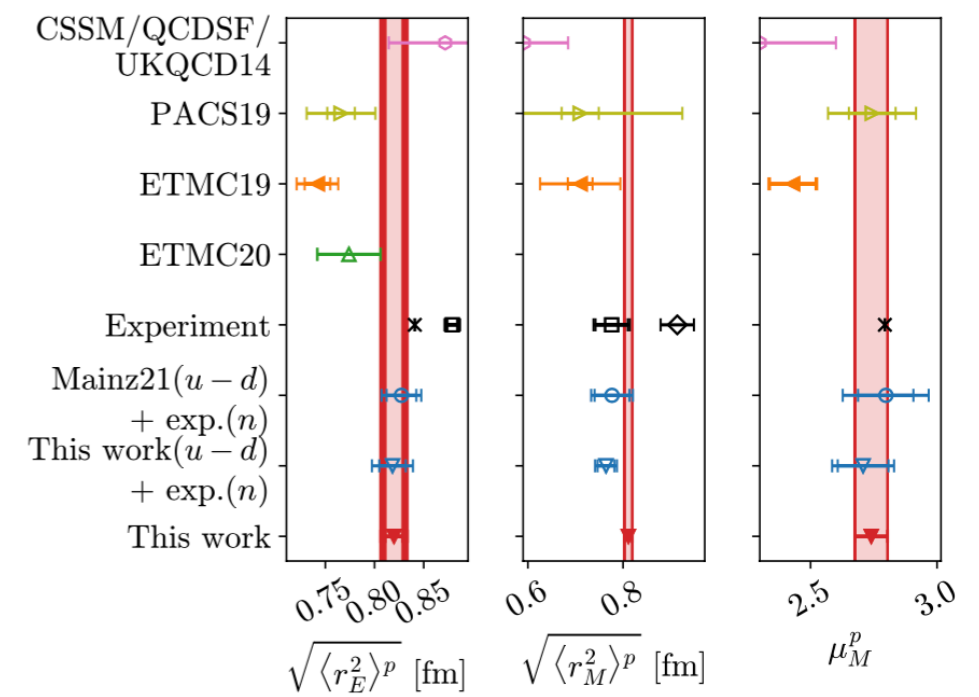 CSSM/QCDSF/
UKQCD14
PACS19
ETMC19
ETMC20
Experiment
Mainz21(u − d)
+ exp.(n)
This work(u − d)
+ exp.(n)
This work
0.75 0.80 0.85
0.6 0.8
2.5 3.0
√⟨r_E^2⟩^p [fm]
√⟨r_M^2⟩^p [fm]
μ_M^p